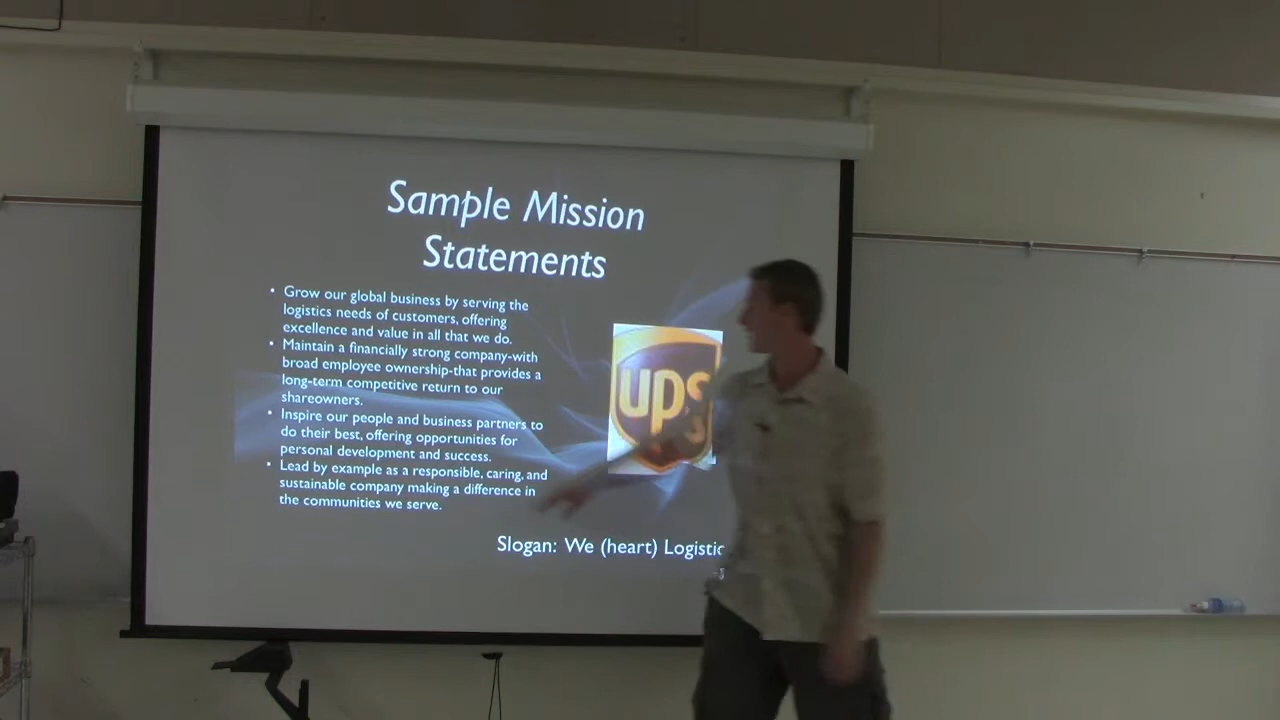 Sample Mission
Statements
• Grow our global business by serving the
logistics needs of customers, offering
excellence and value in all that we do.
• Maintain a financially strong company-with
broad employee ownership-that provides a
long-term competitive return to our
shareowners.
• Inspire our people and business partners to
do their best, offering opportunities for
personal development and success.
• Lead by example as a responsible, caring, and
sustainable company making a difference in
the communities we serve.
ups
Slogan: We (heart) Logistic